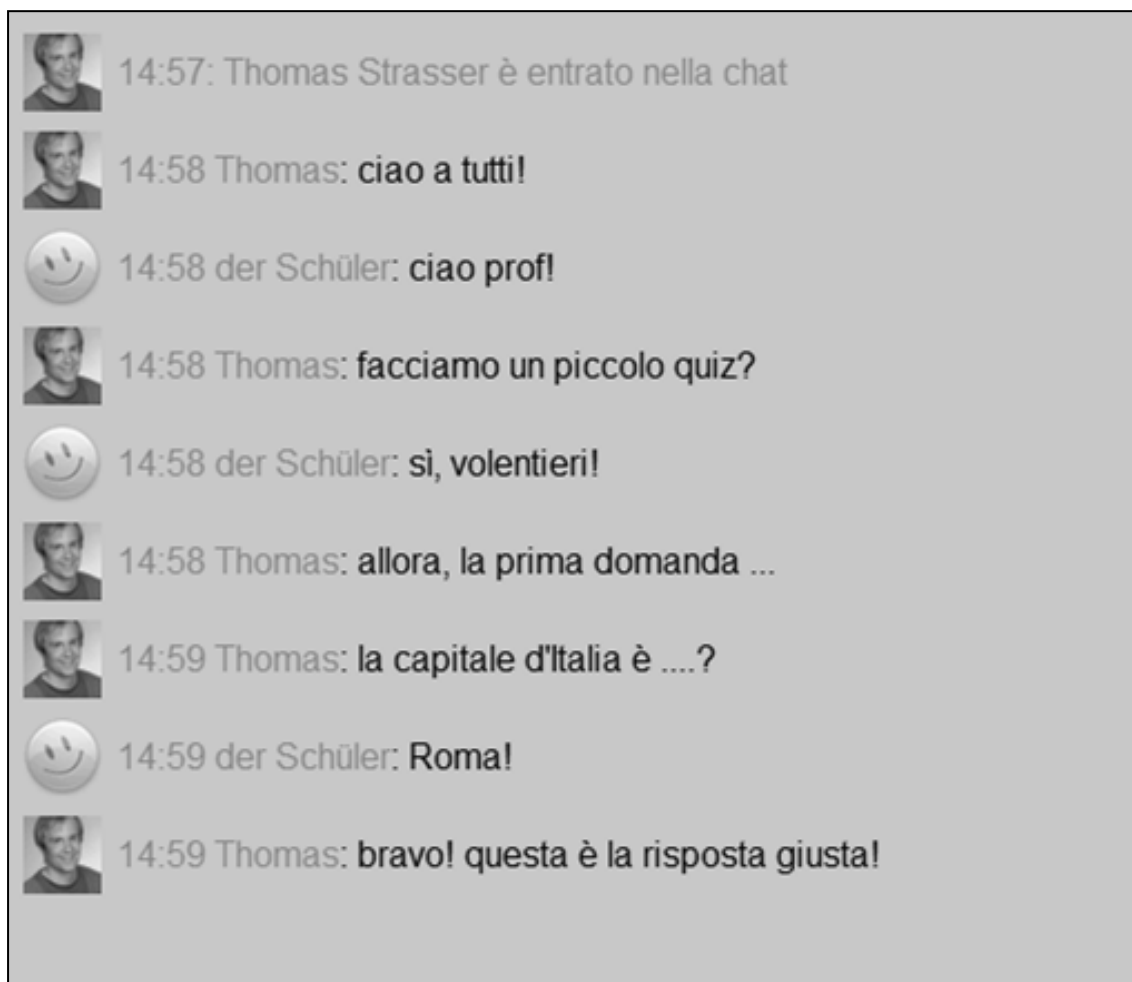 14:57: Thomas Strasser è entrato nella chat
14:58 Thomas: ciao a tutti!
14:58 der Schüler: ciao prof!
14:58 Thomas: facciamo un piccolo quiz?
14:58 der Schüler: sì, volentieri!
14:58 Thomas: allora, la prima domanda ...
14:59 Thomas: la capitale d'Italia è ....?
14:59 der Schüler: Roma!
14:59 Thomas: bravo! questa è la risposta giusta!